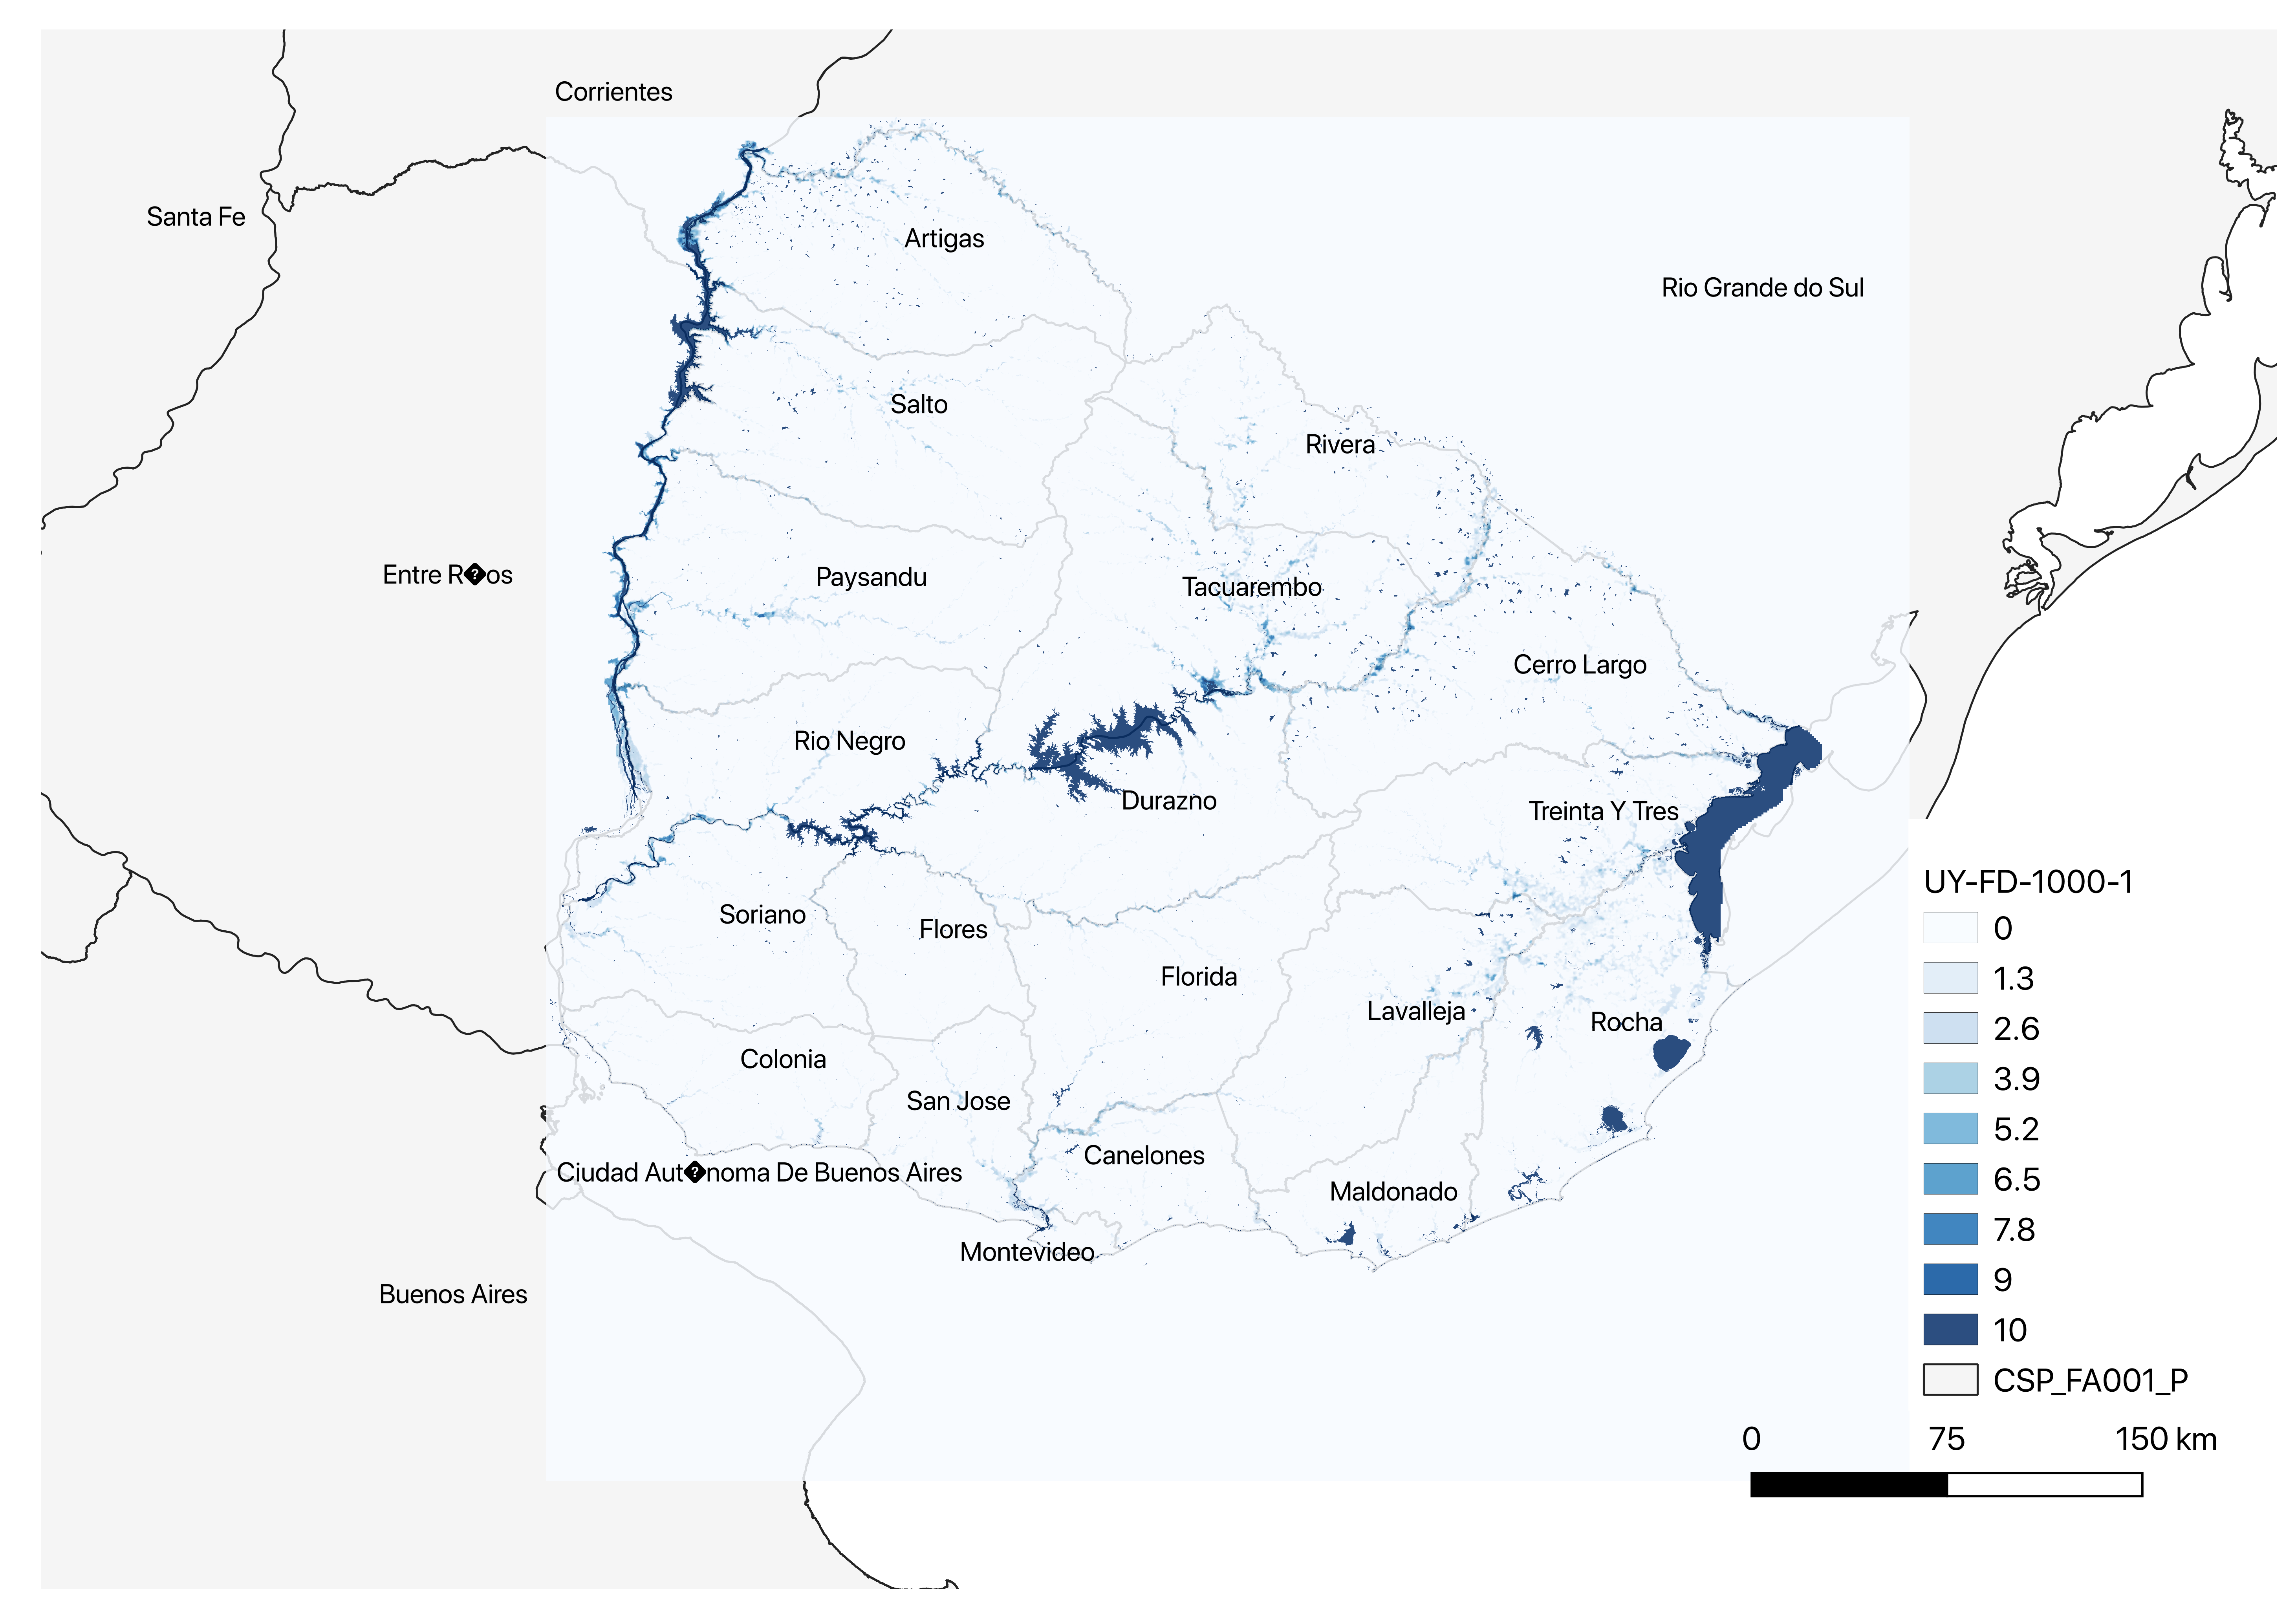 Corrientes
Santa Fe
Artigas
Rio Grande do Sul
Salto
Rivera
Entre R�os
Paysandu
Tacuarembo
Cerro Largo
Rio Negro
Durazno
Treinta Y Tres
Soriano
Flores
Florida
Lavalleja
Rocha
Colonia
San Jose
Canelones
Ciudad Aut�noma De Buenos Aires
Maldonado
Montevideo
Buenos Aires
UY-FD-1000-1
0
1.3
2.6
3.9
5.2
6.5
7.8
9
10
CSP_FA001_P
0 75 150 km